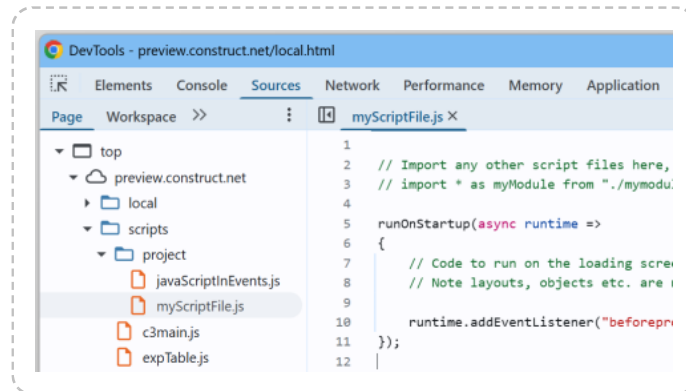 DevTools - preview.construct.net/local.html
Elements Console Sources Network Performance Memory Application
Page Workspace
myScriptFile.js
top
preview.construct.net
local
scripts
project
javaScriptInEvents.js
myScriptFile.js
c3main.js
expTable.js
1
2 // Import any other script files here,
3 // import * as myModule from "./mymodul
4
5 runOnStartup(async runtime =>
6 {
7 // Code to run on the loading scree
8 // Note layouts, objects etc. are n
9
10 runtime.addEventListener("beforepro
11 });
12